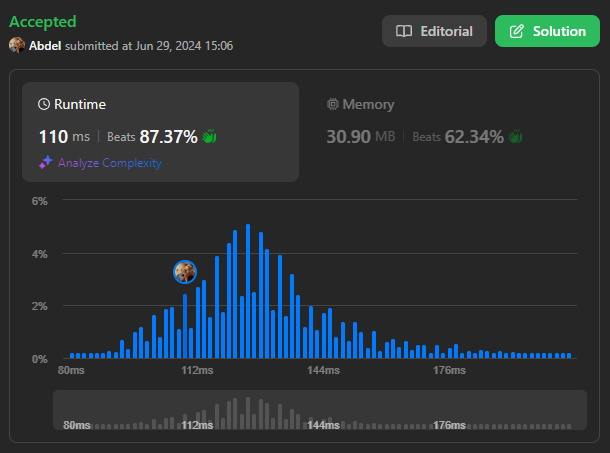 Accepted
Abdel submitted at Jun 29, 2024 15:06
Editorial
Solution
Runtime
110 ms | Beats 87.37%
Analyze Complexity
Memory
30.90 MB | Beats 62.34%
6%
4%
2%
0%
80ms 112ms 144ms 176ms
80ms 112ms 144ms 176ms